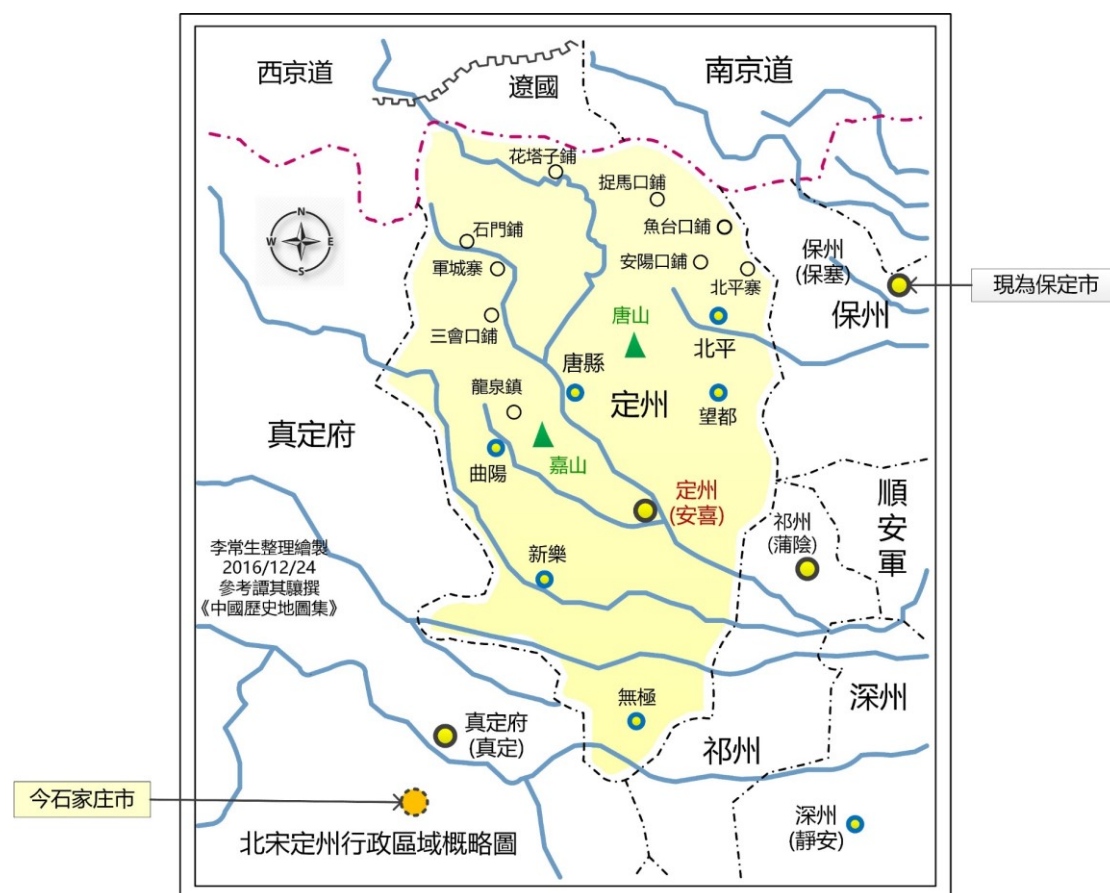 西京道
遼國
南京道
花塔子鋪
捉馬口鋪
N
W
E
S
石門鋪
魚台口鋪
軍城寨
安陽口鋪
北平寨
保州
(保塞)
現為保定市
三會口鋪
唐山
北平
保州
唐縣
龍泉鎮
定州
望都
真定府
曲陽
嘉山
定州
(安喜)
祁州
(蒲陰)
順
安
軍
李常生整理繪製
2016/12/24
參考譚其驤撰
《中國歷史地圖集》
新樂
無極
深州
真定府
(真定)
祁州
今石家庄市
北宋定州行政區域概略圖
深州
(靜安)